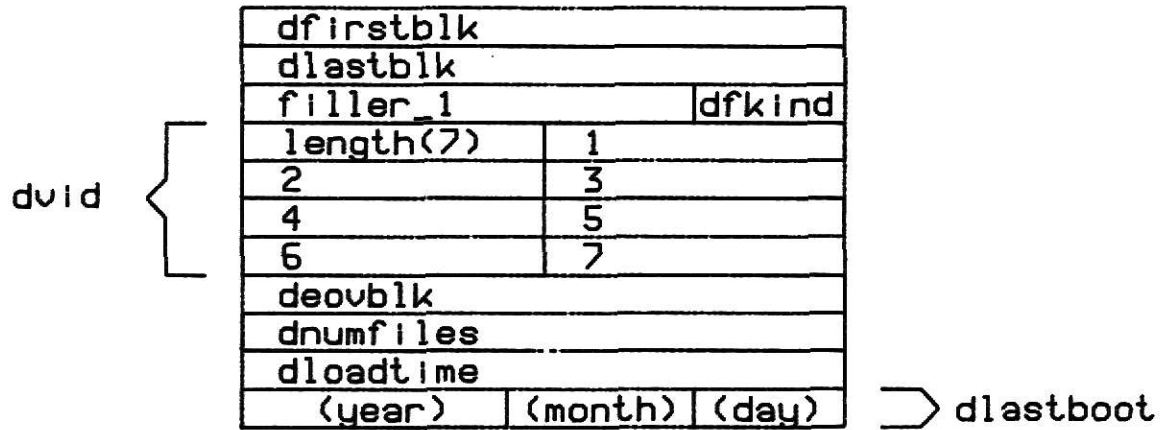 dfirstblk
dlastblk
filler_1 dfkind
length(7) 1
2 3
dvid
4 5
6 7
deovblk
dnumfiles
dloadtime
(year) (month) (day) dlastboot